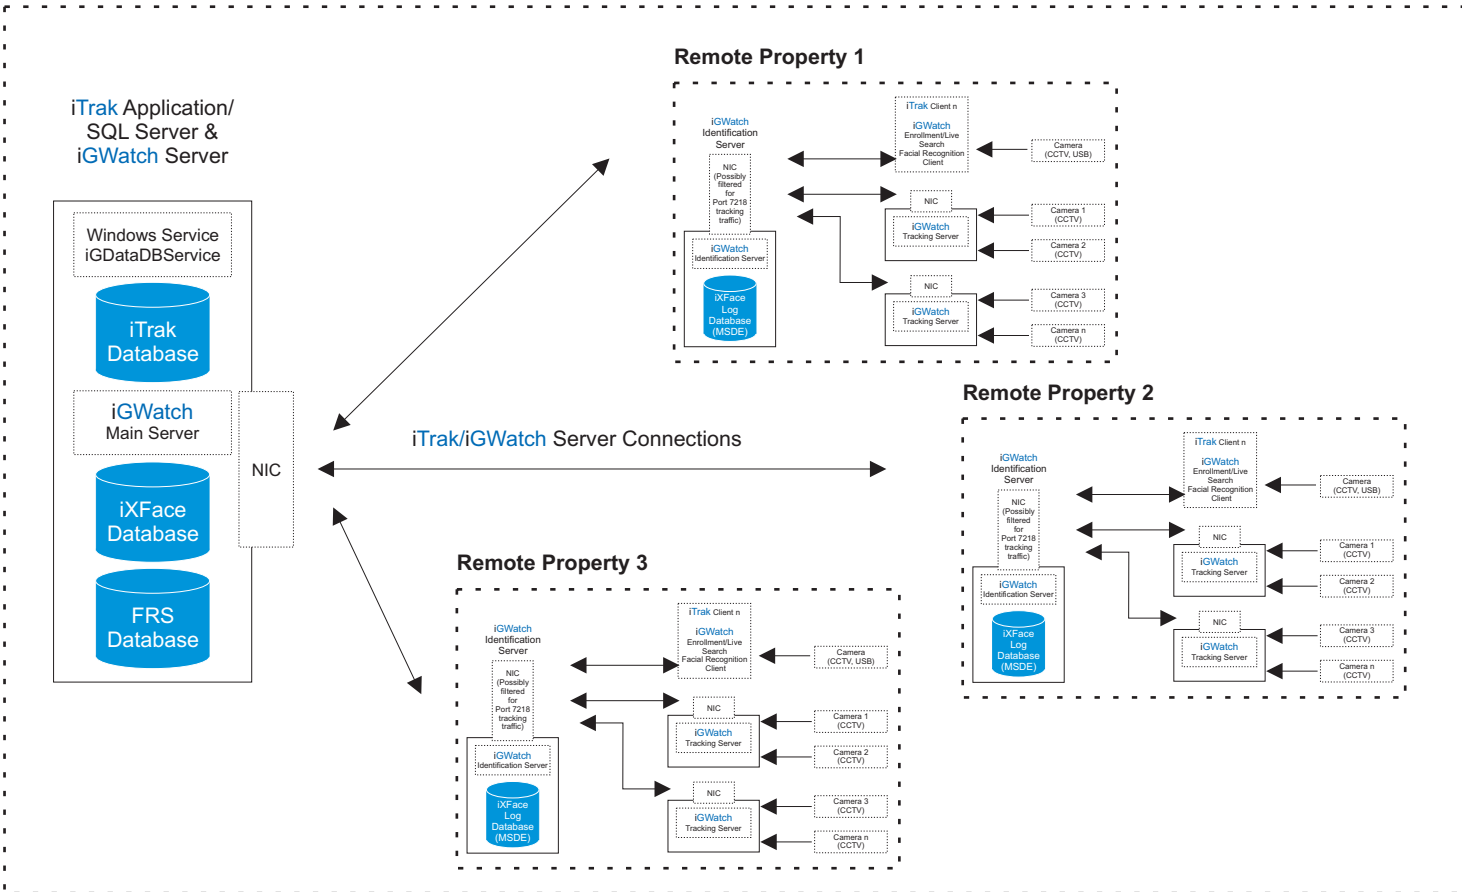 iTrak Application/
SQL Server &
iGWatch Server
Windows Service
iGDataDBService
iTrak
Database
iGWatch
Main Server
iXFace
Database
FRS
Database
NIC
iTrak/iGWatch Server Connections
Remote Property 1
iGWatch
Identification
Server
NIC
(Possibly
filtered
for
Port 7218
tracking
traffic)
iGWatch
Identification Server
iXFace
Log
Database
(MSDE)
iTrak Client n
iGWatch
Enrollment/Live
Search
Facial Recognition
Client
Camera
(CCTV, USB)
NIC
iGWatch
Tracking Server
Camera 1
(CCTV)
Camera 2
(CCTV)
NIC
iGWatch
Tracking Server
Camera 3
(CCTV)
Camera n
(CCTV)
Remote Property 2
iGWatch
Identification
Server
NIC
(Possibly
filtered
for
Port 7218
tracking
traffic)
iGWatch
Identification Server
iXFace
Log
Database
(MSDE)
iTrak Client n
iGWatch
Enrollment/Live
Search
Facial Recognition
Client
Camera
(CCTV, USB)
NIC
iGWatch
Tracking Server
Camera 1
(CCTV)
Camera 2
(CCTV)
NIC
iGWatch
Tracking Server
Camera 3
(CCTV)
Camera n
(CCTV)
Remote Property 3
iGWatch
Identification
Server
NIC
(Possibly
filtered
for
Port 7218
tracking
traffic)
iGWatch
Identification Server
iXFace
Log
Database
(MSDE)
iTrak Client n
iGWatch
Enrollment/Live
Search
Facial Recognition
Client
Camera
(CCTV, USB)
NIC
iGWatch
Tracking Server
Camera 1
(CCTV)
Camera 2
(CCTV)
NIC
iGWatch
Tracking Server
Camera 3
(CCTV)
Camera n
(CCTV)